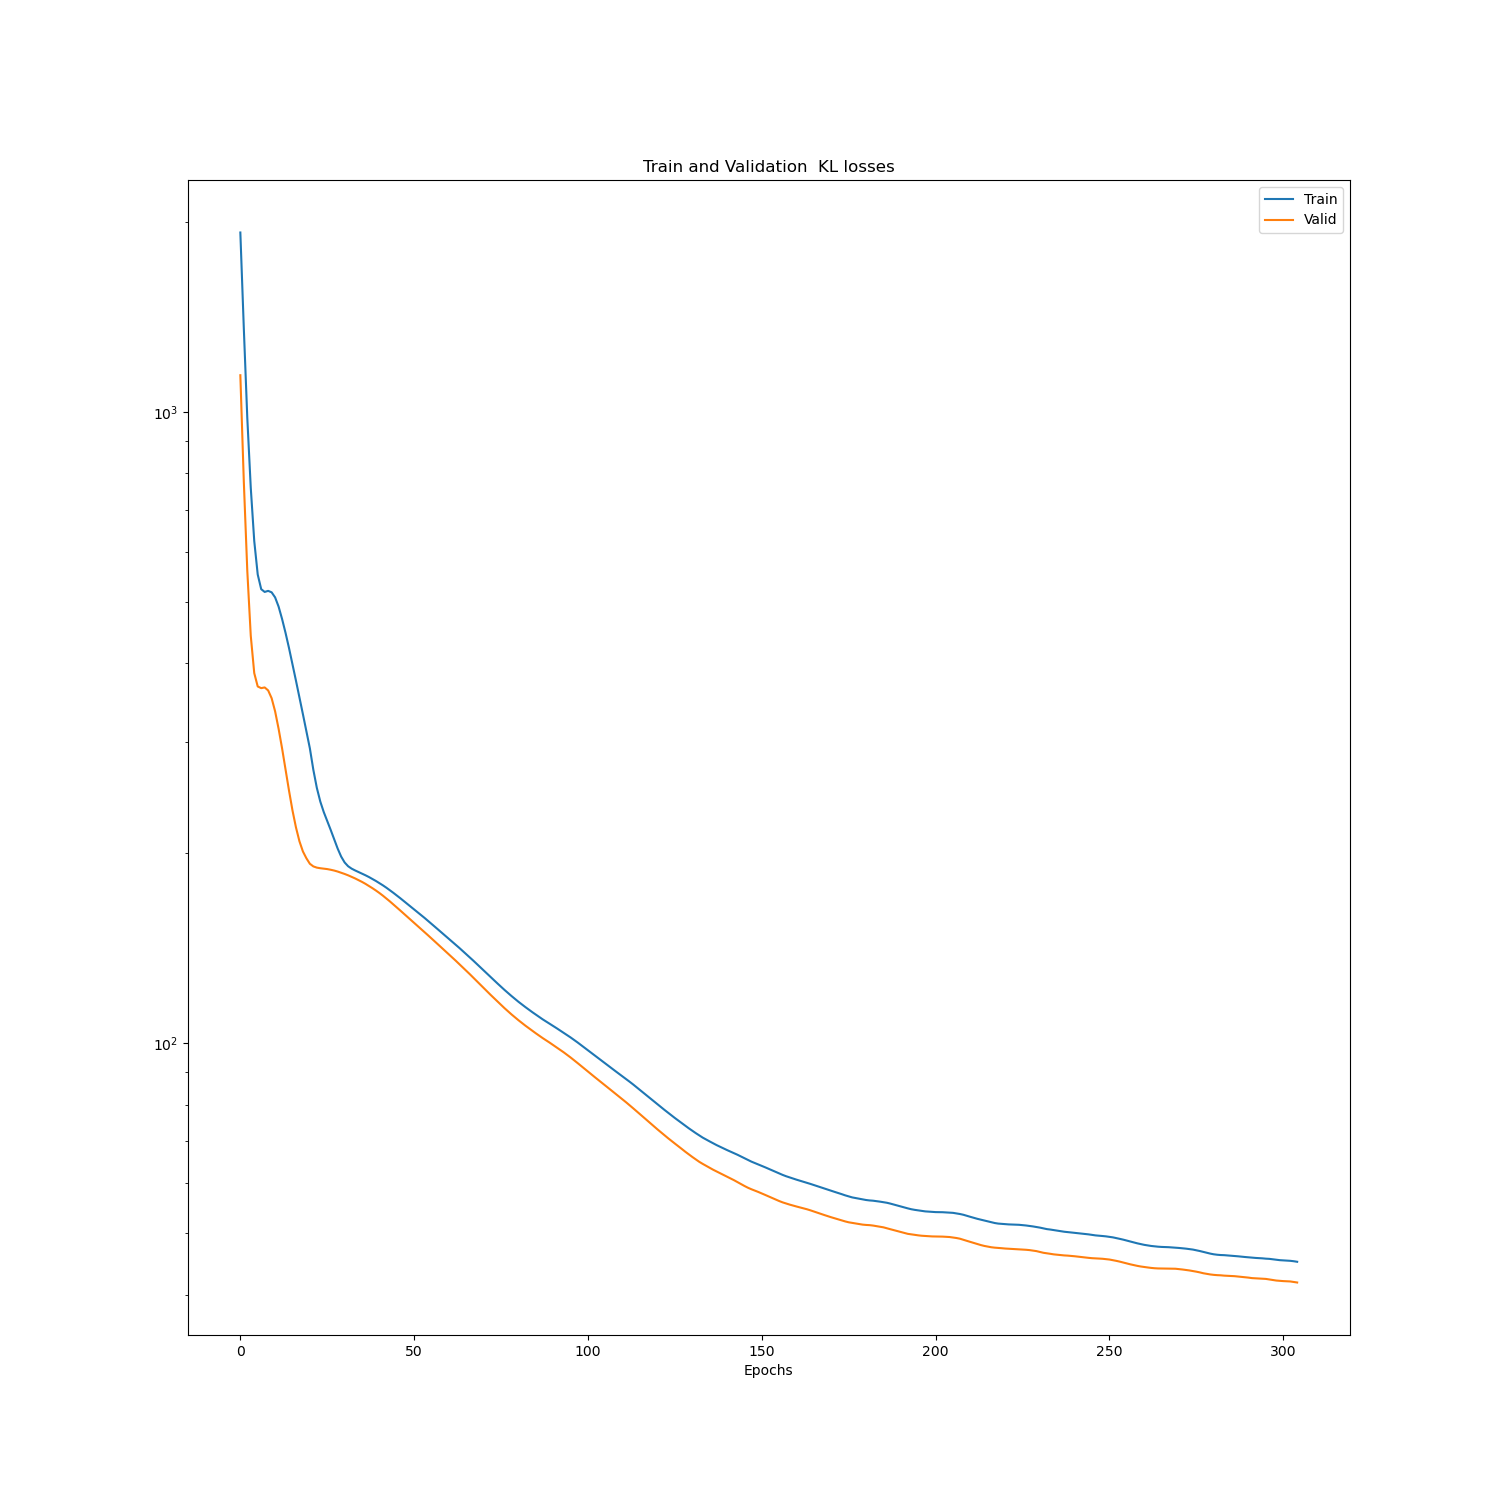 Train and Validation  KL losses
Train
Valid
10³
10²
0 50 100 150 200 250 300
Epochs